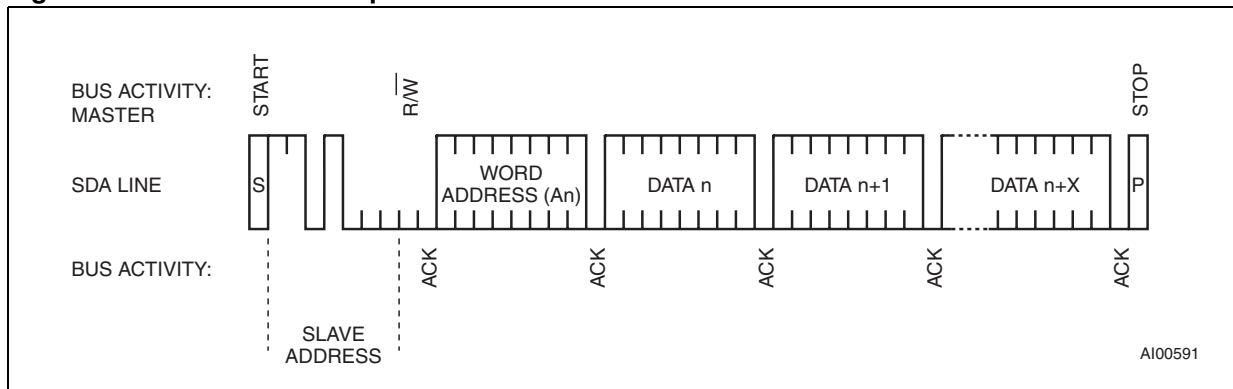 BUS ACTIVITY:
MASTER
START
R/W
STOP
SDA LINE
S
WORD
ADDRESS (An)
DATA n
DATA n+1
DATA n+X
P
BUS ACTIVITY:
ACK
ACK
ACK
ACK
ACK
SLAVE
ADDRESS
AI00591